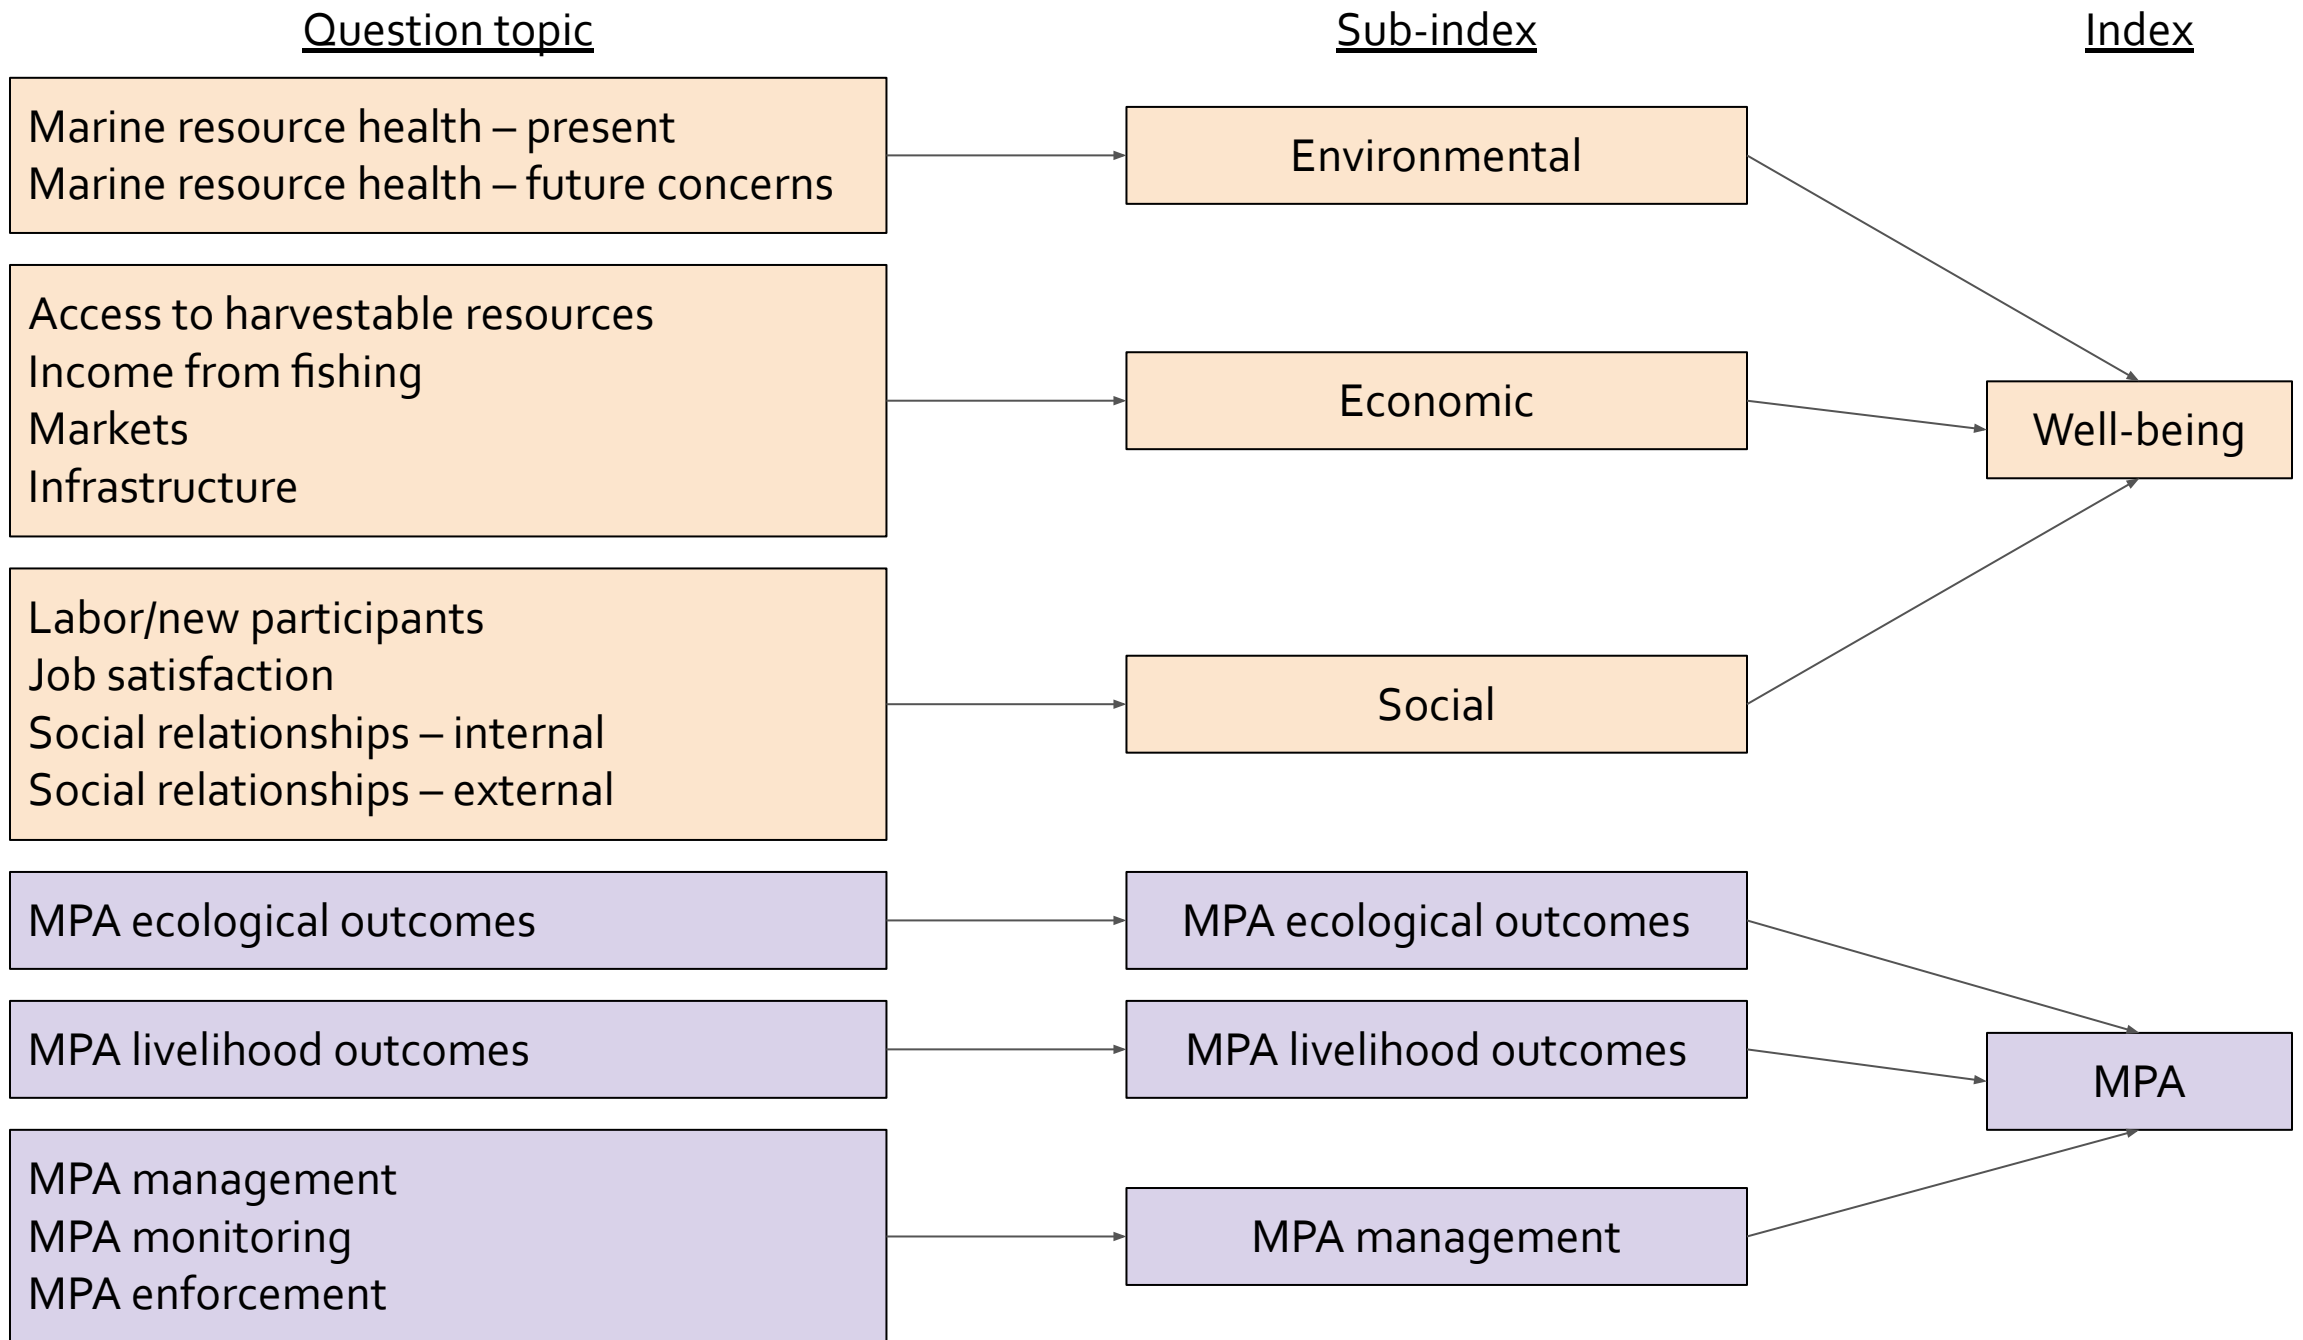 Question topic
Sub-index
Index
Marine resource health – present
Marine resource health – future concerns
Environmental
Access to harvestable resources
Income from fishing
Markets
Infrastructure
Economic
Well-being
Labor/new participants
Job satisfaction
Social relationships – internal
Social relationships – external
Social
MPA ecological outcomes
MPA ecological outcomes
MPA livelihood outcomes
MPA livelihood outcomes
MPA
MPA management
MPA monitoring
MPA enforcement
MPA management